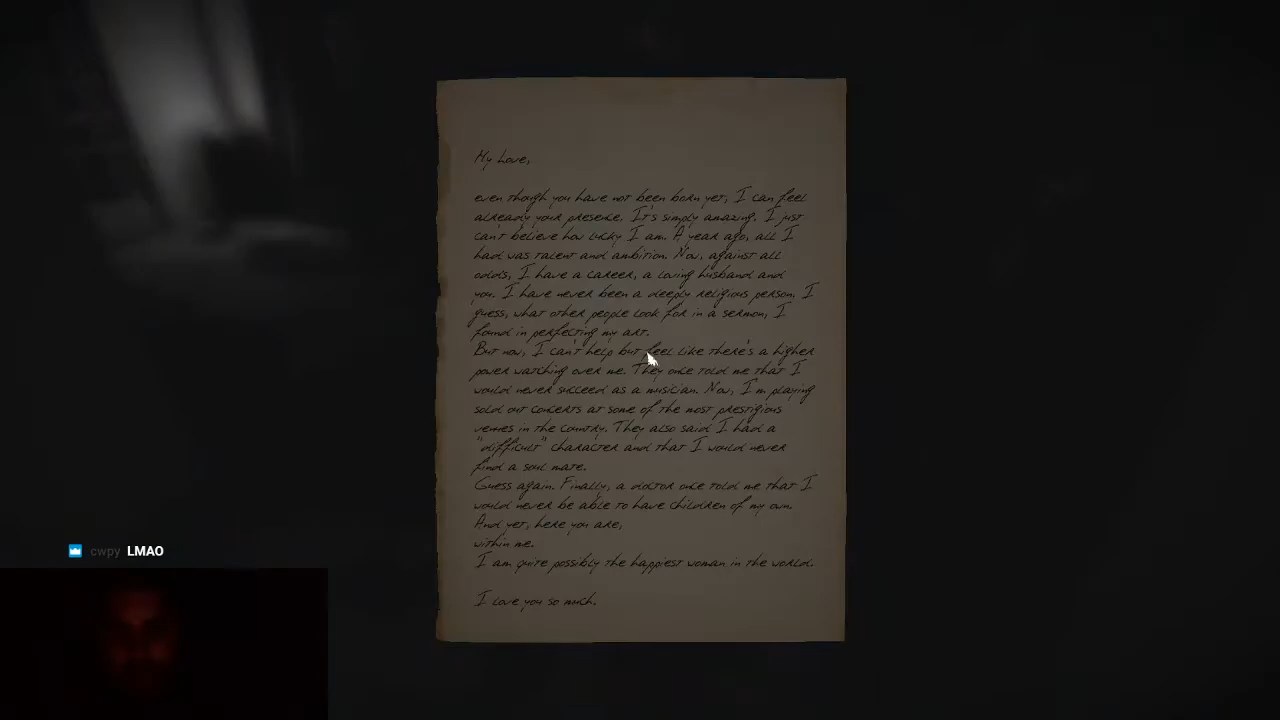 My Love,
even though you have not been born yet, I can feel
already your presence. It's simply amazing. I just
can't believe how lucky I am. A year ago, all I
had was talent and ambition. Now, against all
odds, I have a career, a loving husband and
you. I have never been a deeply religious person. I
guess, what other people look for in a sermon, I
found in perfecting my art.
But now, I can't help but feel like there's a higher
power watching over me. They once told me that I
would never succeed as a musician. Now, I'm playing
sold out concerts at some of the most prestigious
venues in the country. They also said I had a
"difficult" character and that I would never
find a soul mate.
Guess again. Finally, a doctor once told me that I
would never be able to have children of my own.
And yet, here you are,
within me.
I am quite possibly the happiest woman in the world.
I love you so much.
cwpy LMAO